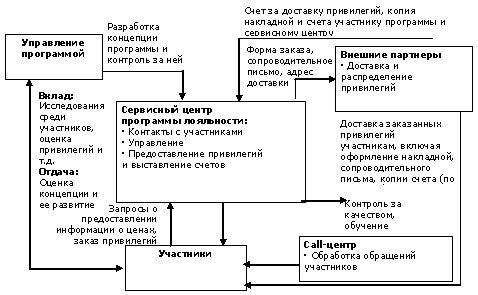 Счет за доставку привилегий, копия
накладной и счета участнику программы и
сервисному центру
Разработка
концепции
программы и
контроль за ней
Управление
программой
Форма заказа,
сопроводительное
письмо, адрес
доставки
Внешние партнеры
• Доставка и
распределение
привилегий
Вклад:
Исследования
среди
участников,
оценка
привилегий и
т.д.
Отдача:
Оценка
концепции и
ее развитие
Сервисный центр
программы лояльности:
• Контакты с участниками
• Управление
• Предоставление привилегий
и выставление счетов
Доставка заказанных
привилегий
участникам, включая
оформление накладной,
сопроводительного
письма, копии счета (по
Запросы о
предоставлении
информации о ценах,
заказ привилегий
Контроль за
качеством,
обучение
Участники
Call-центр
• Обработка обращений
участников